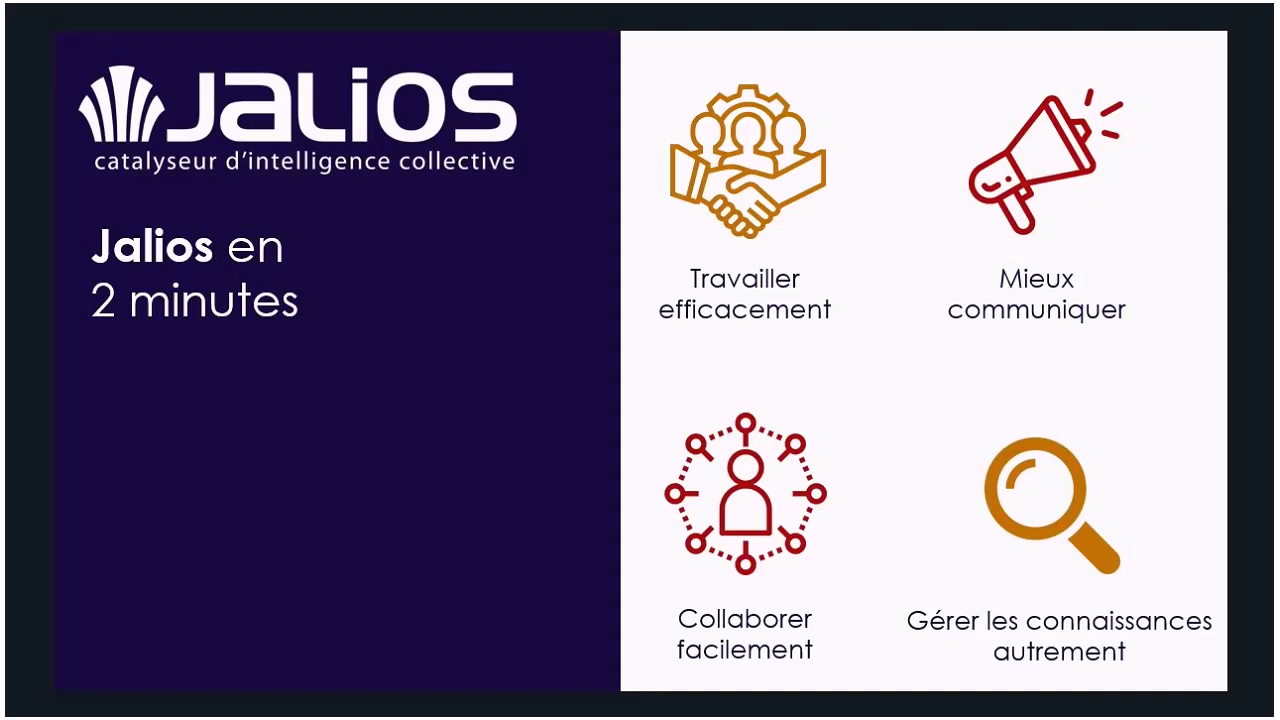 Jalios
catalyseur d'intelligence collective
Jalios en
2 minutes
Travailler
efficacement
Mieux
communiquer
Collaborer
facilement
Gérer les connaissances
autrement